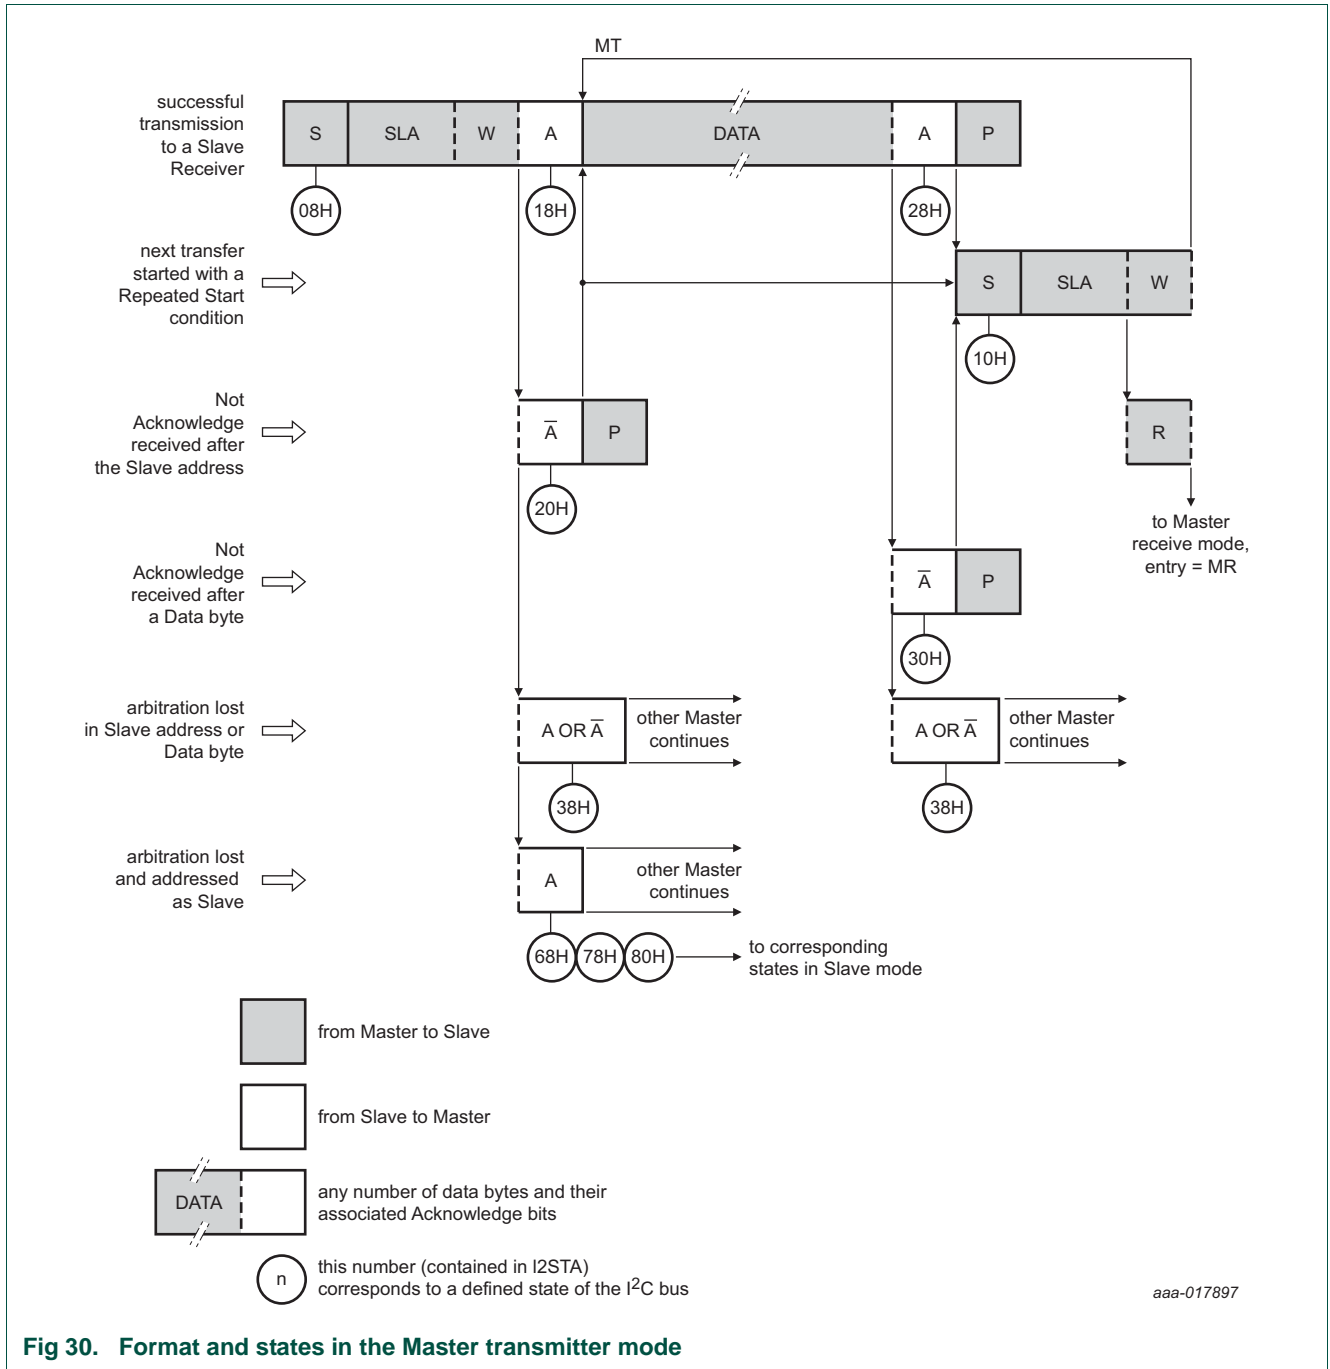 MT
successful
transmission
to a Slave
Receiver
S SLA W A DATA A P
08H 18H 28H
next transfer
started with a
Repeated Start
condition
S SLA W
10H
Not
Acknowledge
received after
the Slave address
A̅ P
R
20H
to Master
receive mode,
entry = MR
Not
Acknowledge
received after
a Data byte
A̅ P
30H
arbitration lost
in Slave address or
Data byte
A OR A̅
other Master
continues
A OR A̅
other Master
continues
38H 38H
arbitration lost
and addressed
as Slave
A
other Master
continues
68H 78H 80H
to corresponding
states in Slave mode
from Master to Slave
from Slave to Master
DATA
any number of data bytes and their
associated Acknowledge bits
n
this number (contained in I2STA)
corresponds to a defined state of the I²C bus
aaa-017897
Fig 30. Format and states in the Master transmitter mode